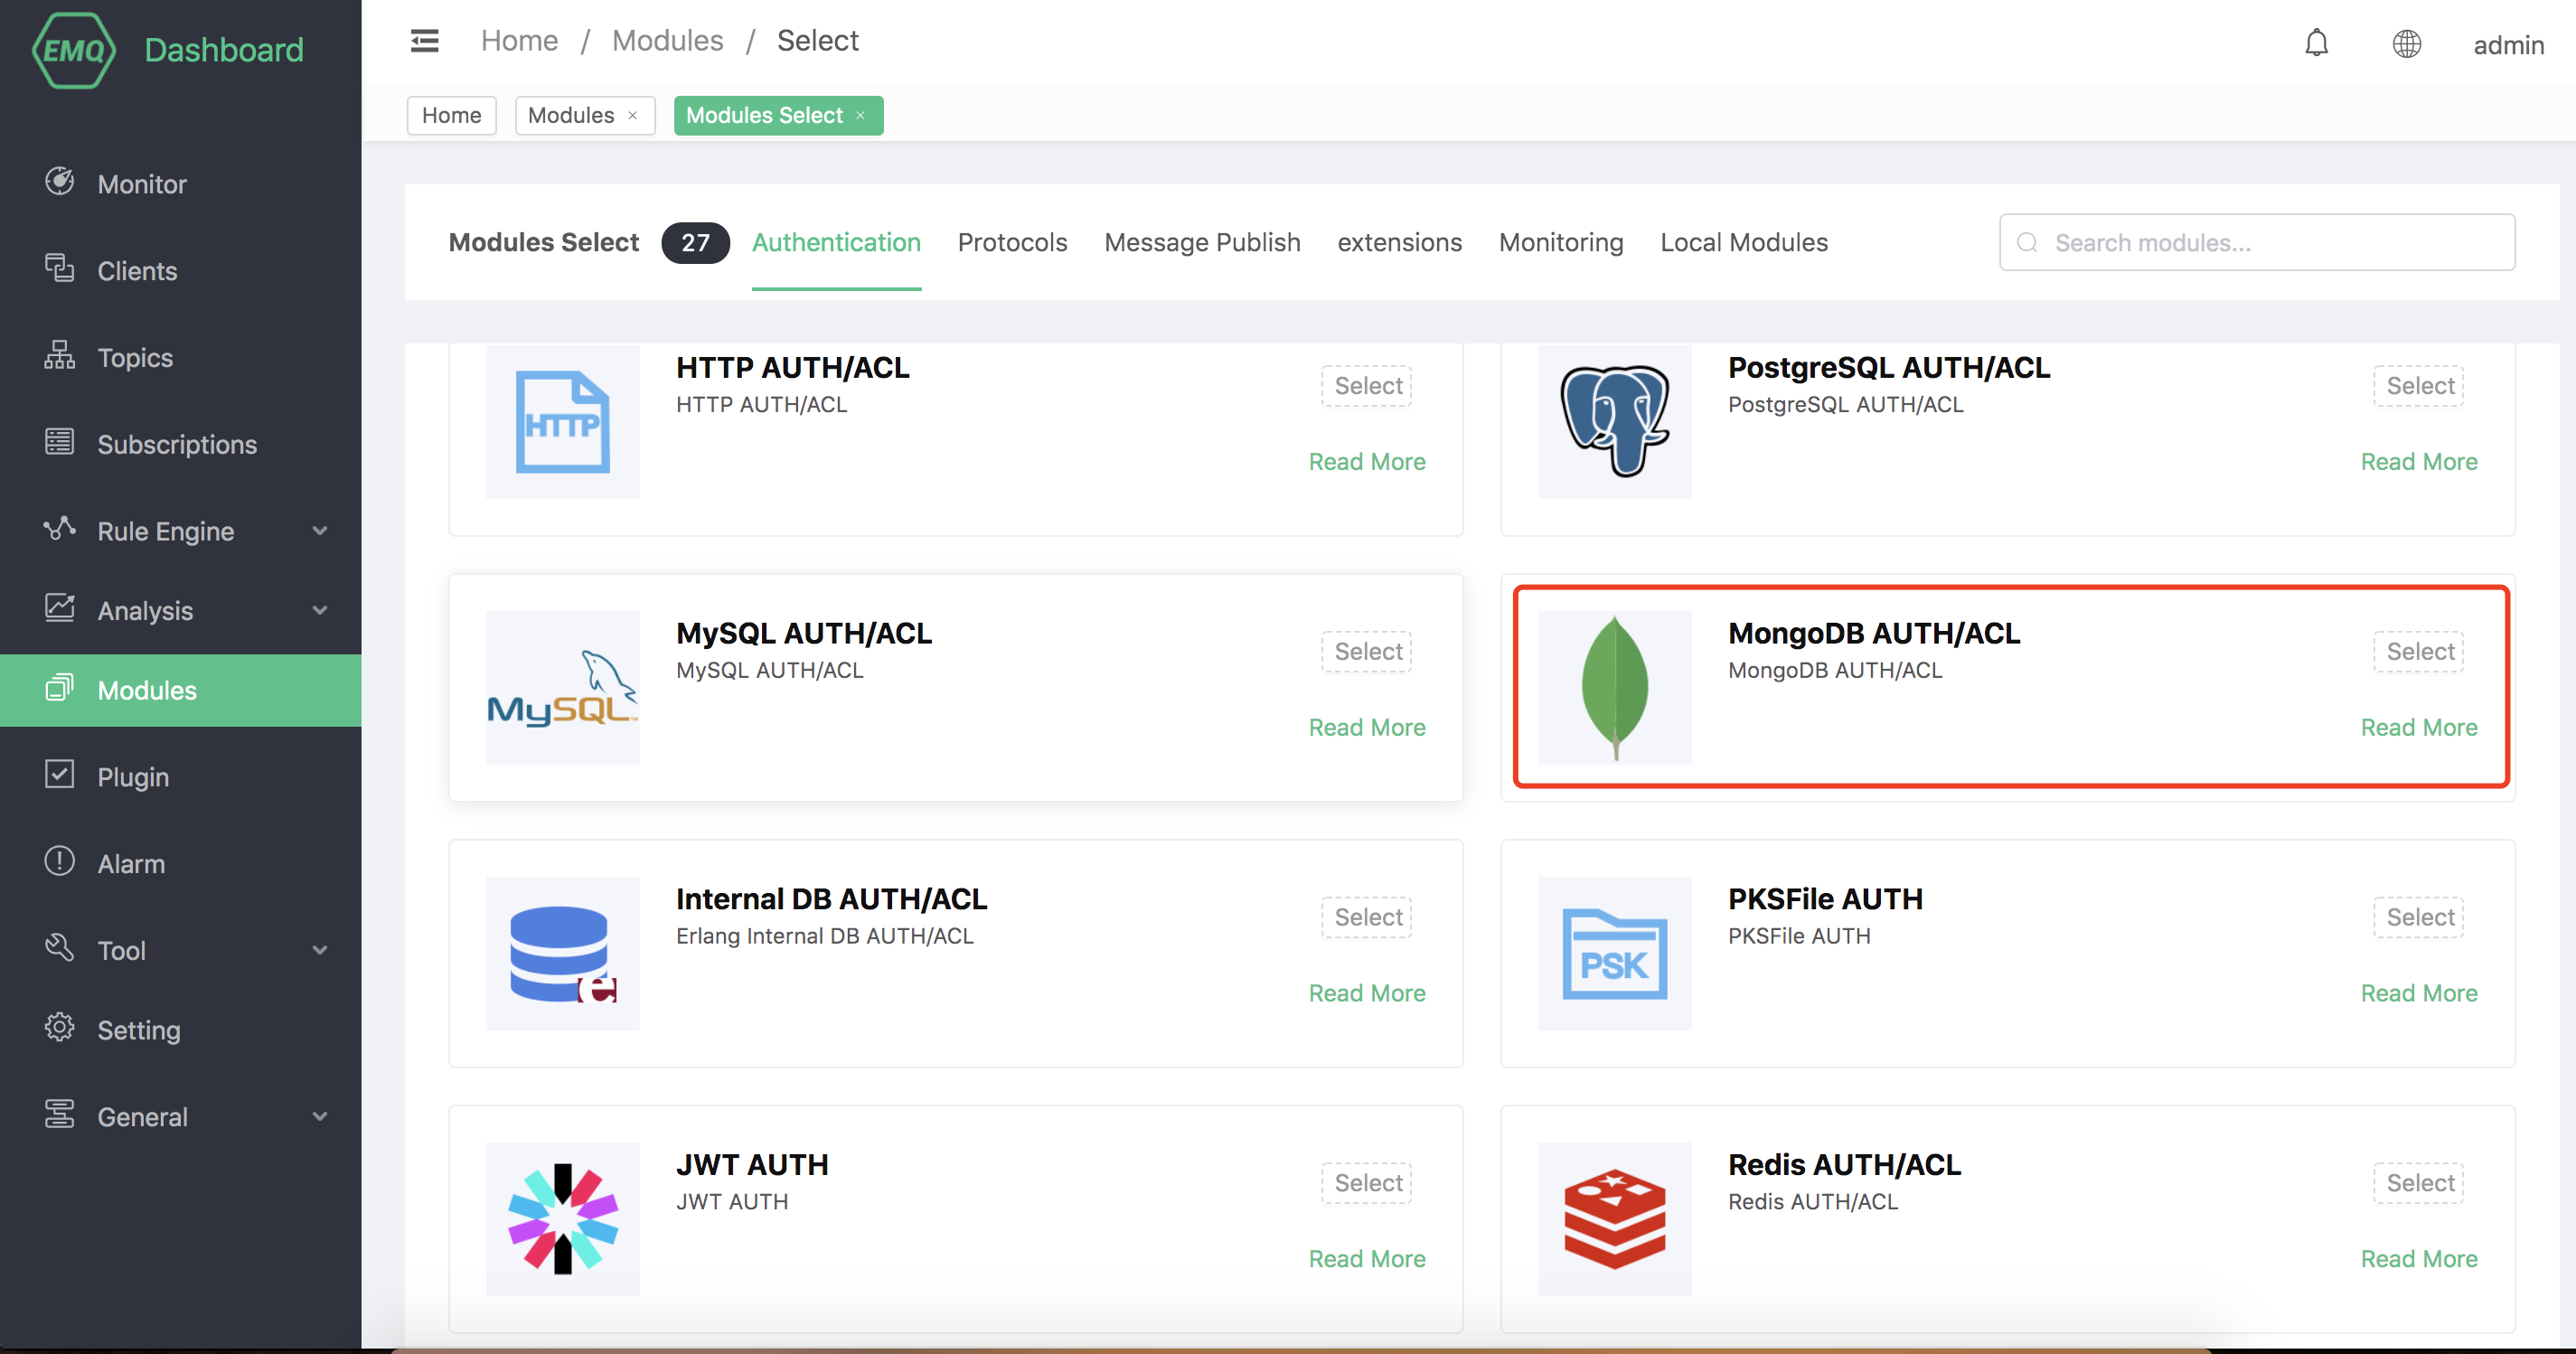 EMQ Dashboard
Home / Modules / Select
admin
Home
Modules ×
Modules Select ×
Monitor
Clients
Topics
Subscriptions
Rule Engine
Analysis
Modules
Plugin
Alarm
Tool
Setting
General
Modules Select 27 Authentication Protocols Message Publish extensions Monitoring Local Modules
Search modules...
HTTP
HTTP AUTH/ACL
HTTP AUTH/ACL
Select
Read More
PostgreSQL AUTH/ACL
PostgreSQL AUTH/ACL
Select
Read More
MySQL™
MySQL AUTH/ACL
MySQL AUTH/ACL
Select
Read More
MongoDB AUTH/ACL
MongoDB AUTH/ACL
Select
Read More
e
Internal DB AUTH/ACL
Erlang Internal DB AUTH/ACL
Select
Read More
PSK
PKSFile AUTH
PKSFile AUTH
Select
Read More
JWT AUTH
JWT AUTH
Select
Read More
Redis AUTH/ACL
Redis AUTH/ACL
Select
Read More